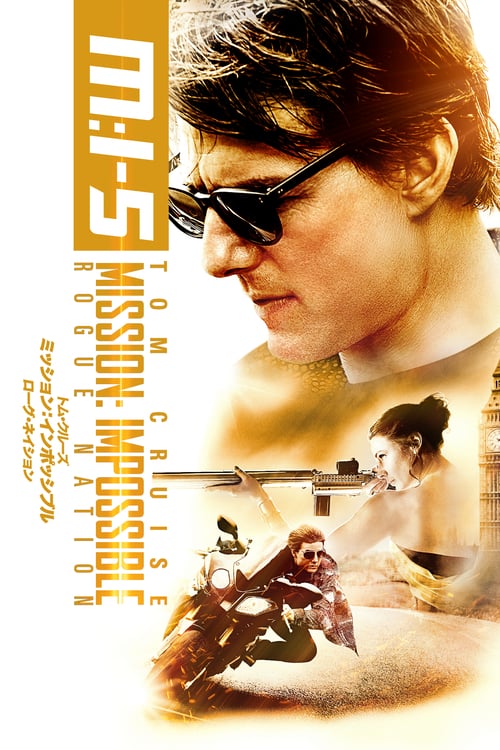 M:I-5
TOM CRUISE
MISSION: IMPOSSIBLE
ROGUE NATION
トム・クルーズ
ミッション:インポッシブル
ローグ・ネイション